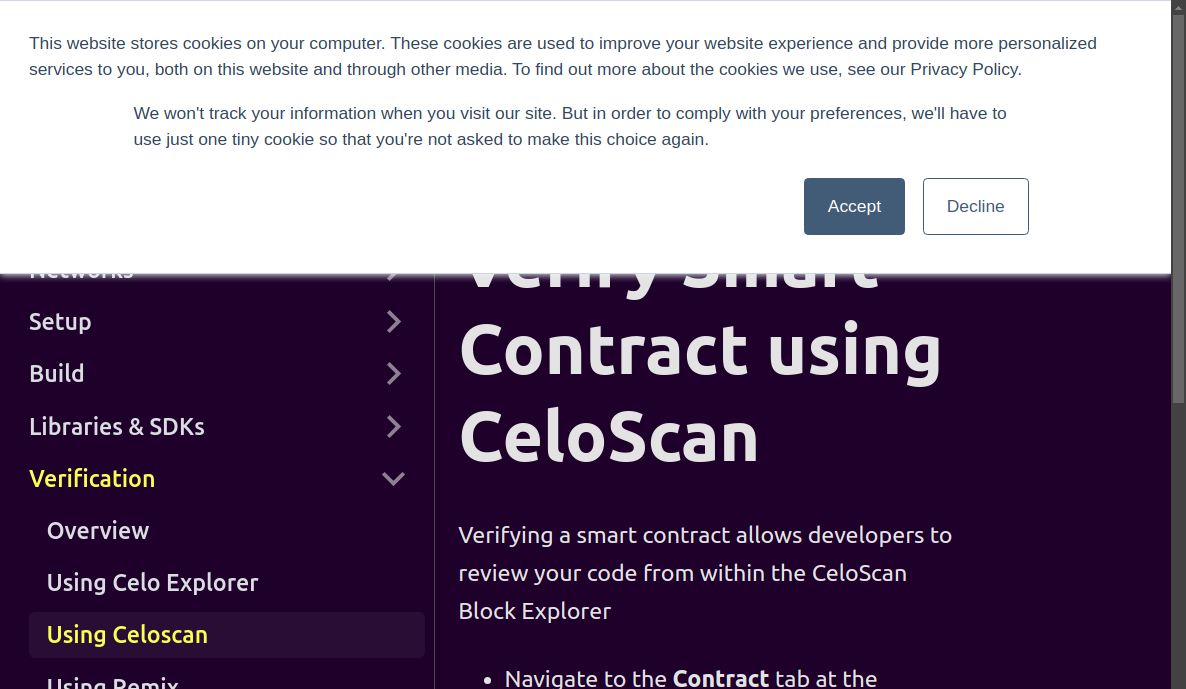 This website stores cookies on your computer. These cookies are used to improve your website experience and provide more personalized
services to you, both on this website and through other media. To find out more about the cookies we use, see our Privacy Policy.
We won't track your information when you visit our site. But in order to comply with your preferences, we'll have to
use just one tiny cookie so that you're not asked to make this choice again.
Accept
Decline
Networks
Setup
Build
Libraries & SDKs
Verification
Overview
Using Celo Explorer
Using Celoscan
Using Remix
Verify Smart
Contract using
CeloScan
Verifying a smart contract allows developers to
review your code from within the CeloScan
Block Explorer
• Navigate to the Contract tab at the